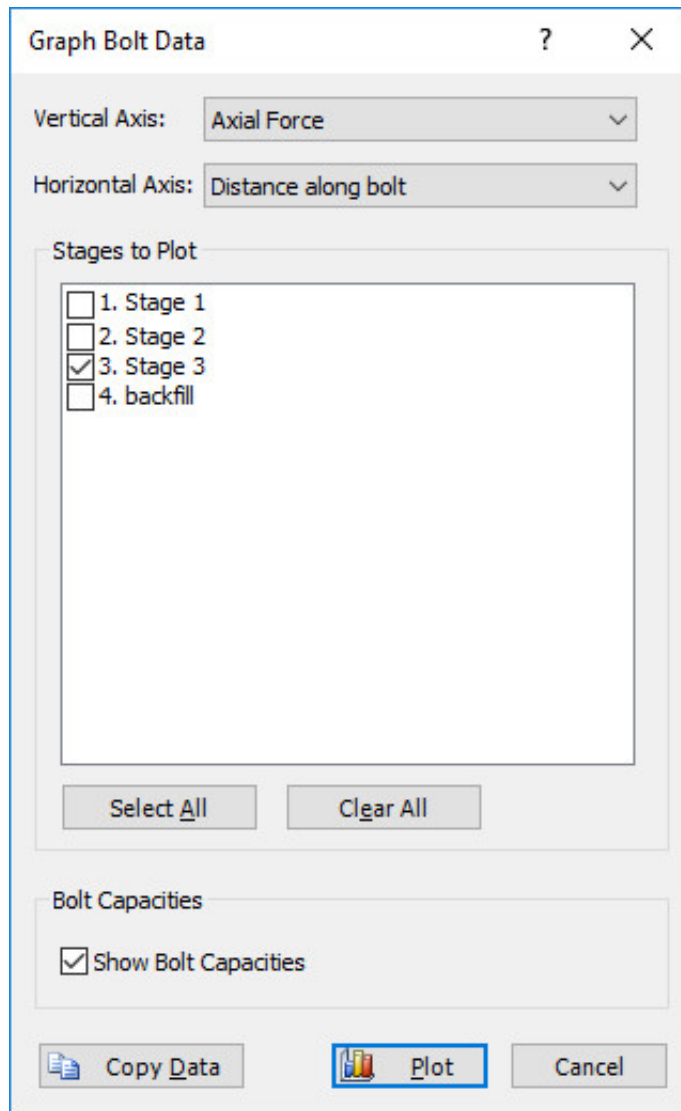 Graph Bolt Data ?
Vertical Axis: Axial Force
Horizontal Axis: Distance along bolt
Stages to Plot
1. Stage 1
2. Stage 2
3. Stage 3
4. backfill
Select All Clear All
Bolt Capacities
Show Bolt Capacities
Copy Data Plot Cancel